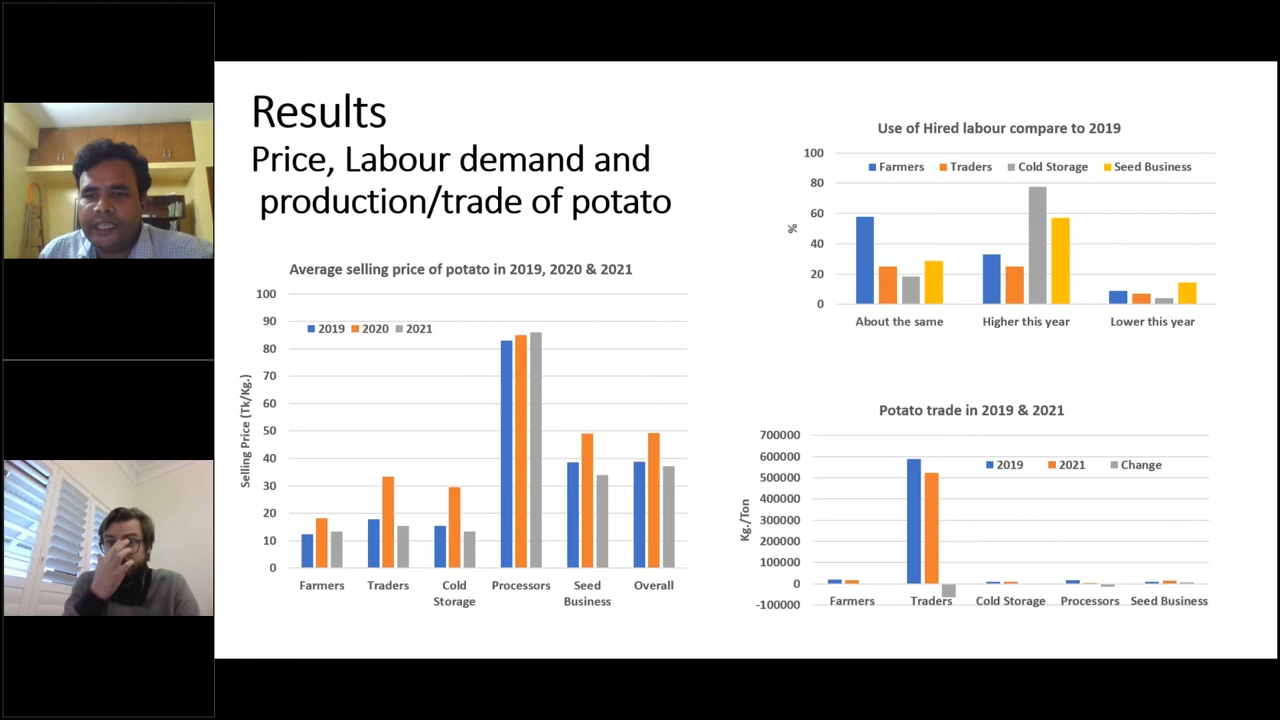 Results
Price, Labour demand and
production/trade of potato
Average selling price of potato in 2019, 2020 & 2021
100
90
80
70
60
50
40
30
20
10
0
Selling Price (Tk/Kg.)
2019 2020 2021
Farmers Traders Cold Storage Processors Seed Business Overall
Use of Hired labour compare to 2019
100
80
60
40
20
0
%
Farmers Traders Cold Storage Seed Business
About the same Higher this year Lower this year
Potato trade in 2019 & 2021
700000
600000
500000
400000
300000
200000
100000
0
-100000
Kg./Ton
2019 2021 Change
Farmers Traders Cold Storage Processors Seed Business